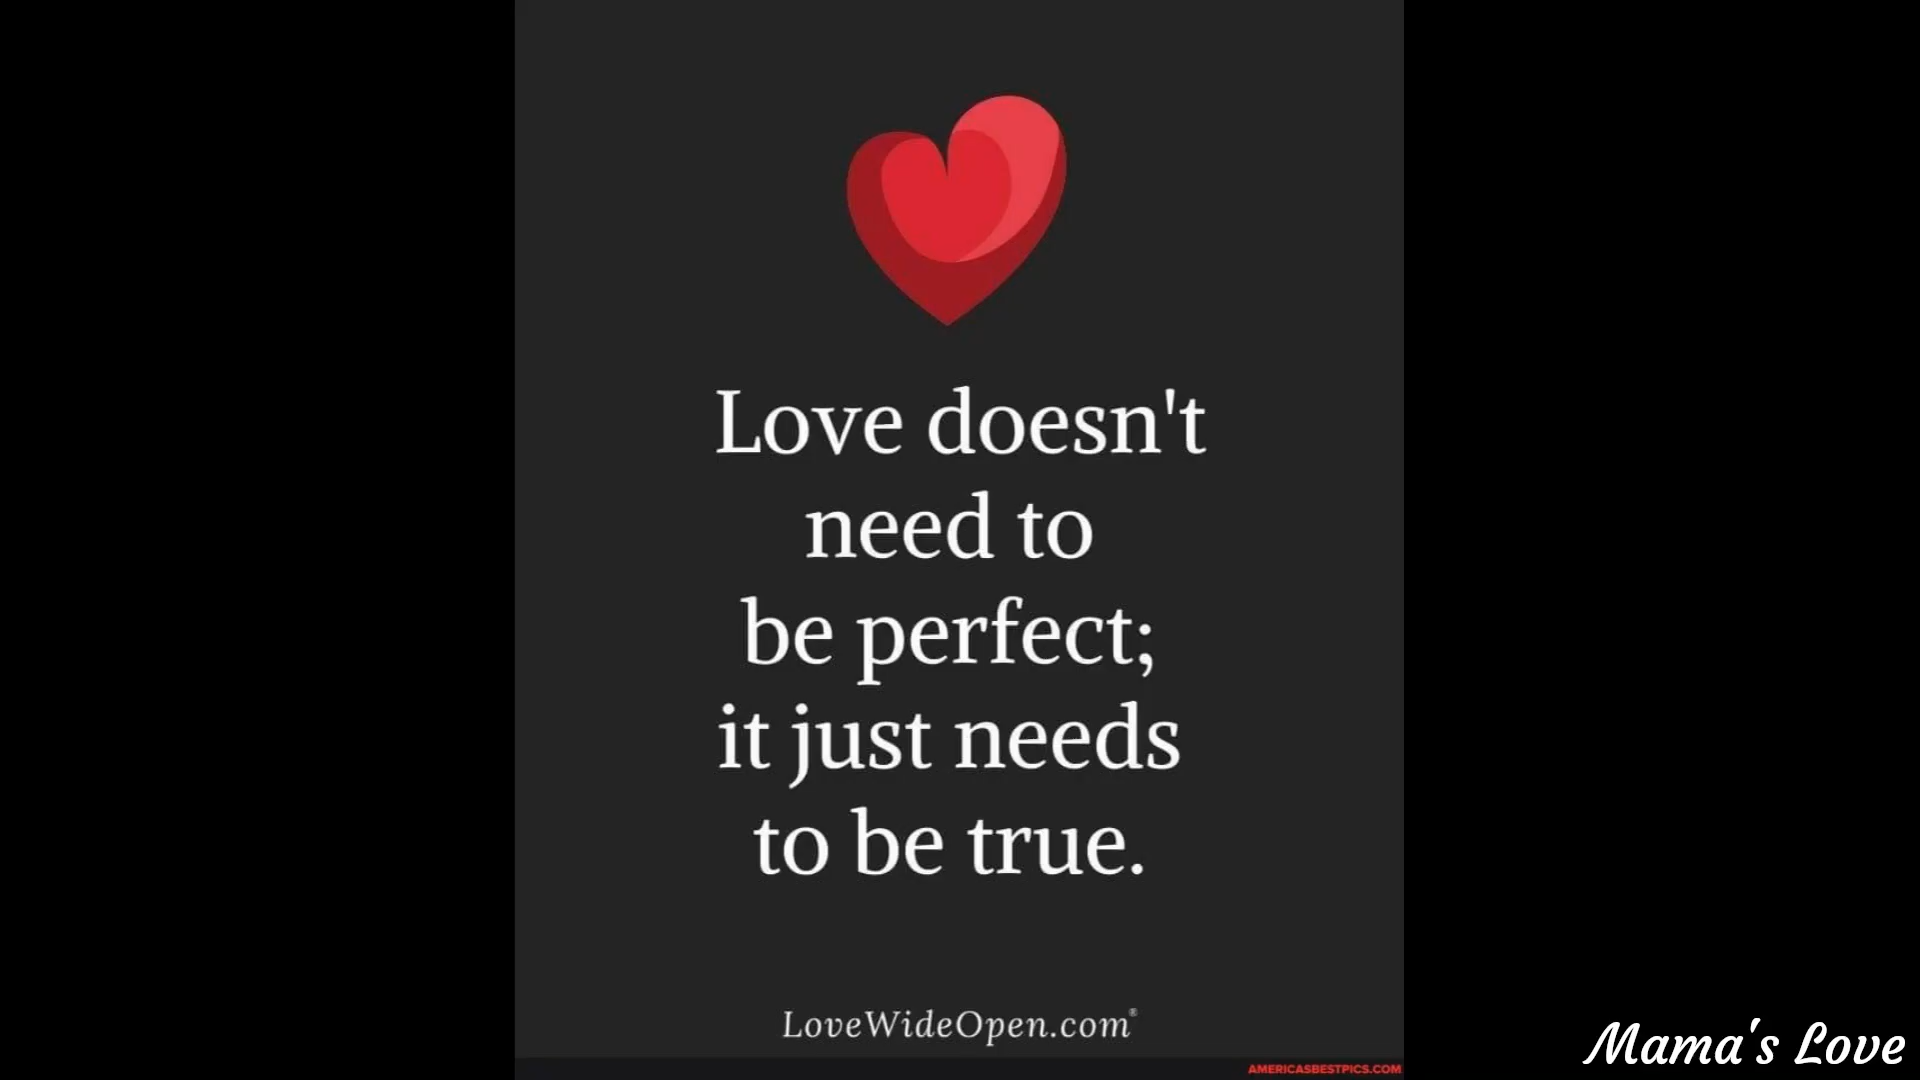 Love doesn't
need to
be perfect;
it just needs
to be true.
LoveWideOpen.com®
AMERICASBESTPICS.COM
Mama's Love